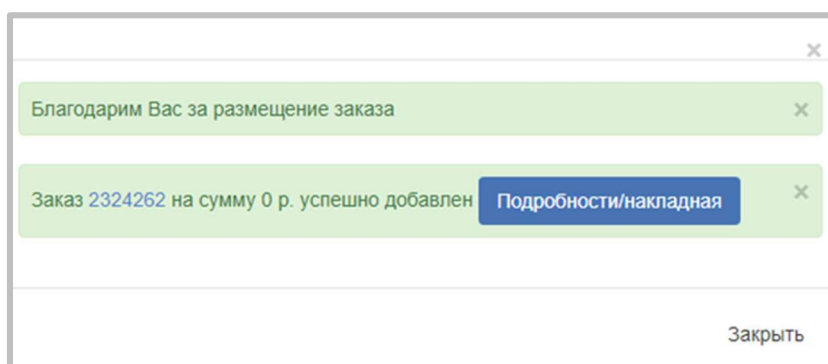 Благодарим Вас за размещение заказа
Заказ 2324262 на сумму 0 р. успешно добавлен Подробности/накладная
Закрыть